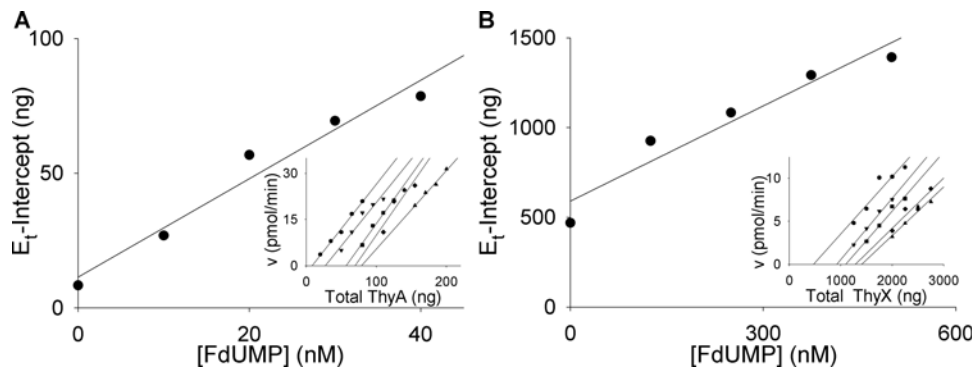 A
100
50
0
E_t-Intercept (ng)
0 20 40
[FdUMP] (nM)
30
15
0
v (pmol/min)
0 100 200
Total ThyA (ng)
B
1500
1000
500
0
E_t-Intercept (ng)
0 300 600
[FdUMP] (nM)
10
5
0
v (pmol/min)
0 1000 2000 3000
Total ThyX (ng)